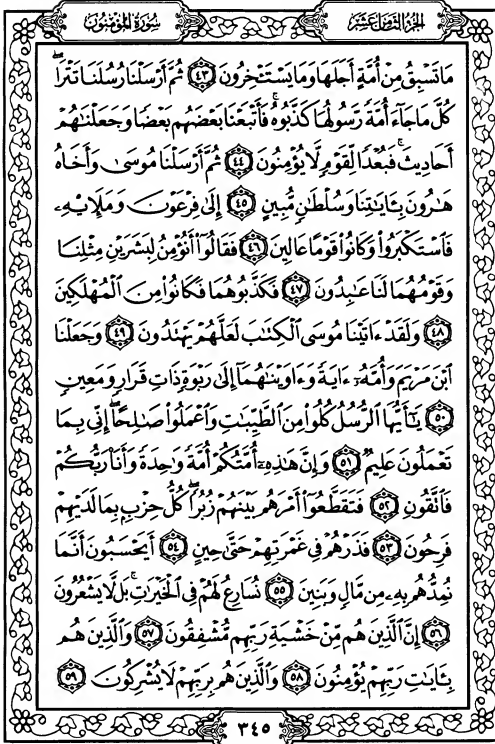 الجزء الثامن عشر
سورة المؤمنون
مَا تَسْبِقُ مِنْ أُمَّةٍ أَجَلَهَا وَمَا يَسْتَـْٔخِرُونَ ﴿٤٣﴾ ثُمَّ أَرْسَلْنَا رُسُلَنَا تَتْرَا ۖ
كُلَّ مَا جَآءَ أُمَّةً رَّسُولُهَا كَذَّبُوهُ ۚ فَأَتْبَعْنَا بَعْضَهُم بَعْضًا وَجَعَلْنَٰهُمْ
أَحَادِيثَ ۚ فَبُعْدًا لِّقَوْمٍ لَّا يُؤْمِنُونَ ﴿٤٤﴾ ثُمَّ أَرْسَلْنَا مُوسَىٰ وَأَخَاهُ
هَٰرُونَ بِـَٔايَٰتِنَا وَسُلْطَٰنٍ مُّبِينٍ ﴿٤٥﴾ إِلَىٰ فِرْعَوْنَ وَمَلَإِي۟هِۦ
فَٱسْتَكْبَرُوا۟ وَكَانُوا۟ قَوْمًا عَالِينَ ﴿٤٦﴾ فَقَالُوٓا۟ أَنُؤْمِنُ لِبَشَرَيْنِ مِثْلِنَا
وَقَوْمُهُمَا لَنَا عَٰبِدُونَ ﴿٤٧﴾ فَكَذَّبُوهُمَا فَكَانُوا۟ مِنَ ٱلْمُهْلَكِينَ
﴿٤٨﴾ وَلَقَدْ ءَاتَيْنَا مُوسَى ٱلْكِتَٰبَ لَعَلَّهُمْ يَهْتَدُونَ ﴿٤٩﴾ وَجَعَلْنَا
ٱبْنَ مَرْيَمَ وَأُمَّهُۥٓ ءَايَةً وَءَاوَيْنَٰهُمَآ إِلَىٰ رَبْوَةٍ ذَاتِ قَرَارٍ وَمَعِينٍ
﴿٥٠﴾ يَٰٓأَيُّهَا ٱلرُّسُلُ كُلُوا۟ مِنَ ٱلطَّيِّبَٰتِ وَٱعْمَلُوا۟ صَٰلِحًا ۖ إِنِّى بِمَا
تَعْمَلُونَ عَلِيمٌ ﴿٥١﴾ وَإِنَّ هَٰذِهِۦٓ أُمَّتُكُمْ أُمَّةً وَٰحِدَةً وَأَنَا۠ رَبُّكُمْ
فَٱتَّقُونِ ﴿٥٢﴾ فَتَقَطَّعُوٓا۟ أَمْرَهُم بَيْنَهُمْ زُبُرًا ۖ كُلُّ حِزْبٍۭ بِمَا لَدَيْهِمْ
فَرِحُونَ ﴿٥٣﴾ فَذَرْهُمْ فِى غَمْرَتِهِمْ حَتَّىٰ حِينٍ ﴿٥٤﴾ أَيَحْسَبُونَ أَنَّمَا
نُمِدُّهُم بِهِۦ مِن مَّالٍ وَبَنِينَ ﴿٥٥﴾ نُسَارِعُ لَهُمْ فِى ٱلْخَيْرَٰتِ ۚ بَل لَّا يَشْعُرُونَ
﴿٥٦﴾ إِنَّ ٱلَّذِينَ هُم مِّنْ خَشْيَةِ رَبِّهِم مُّشْفِقُونَ ﴿٥٧﴾ وَٱلَّذِينَ هُم
بِـَٔايَٰتِ رَبِّهِمْ يُؤْمِنُونَ ﴿٥٨﴾ وَٱلَّذِينَ هُم بِرَبِّهِمْ لَا يُشْرِكُونَ ﴿٥٩﴾
٣٤٥